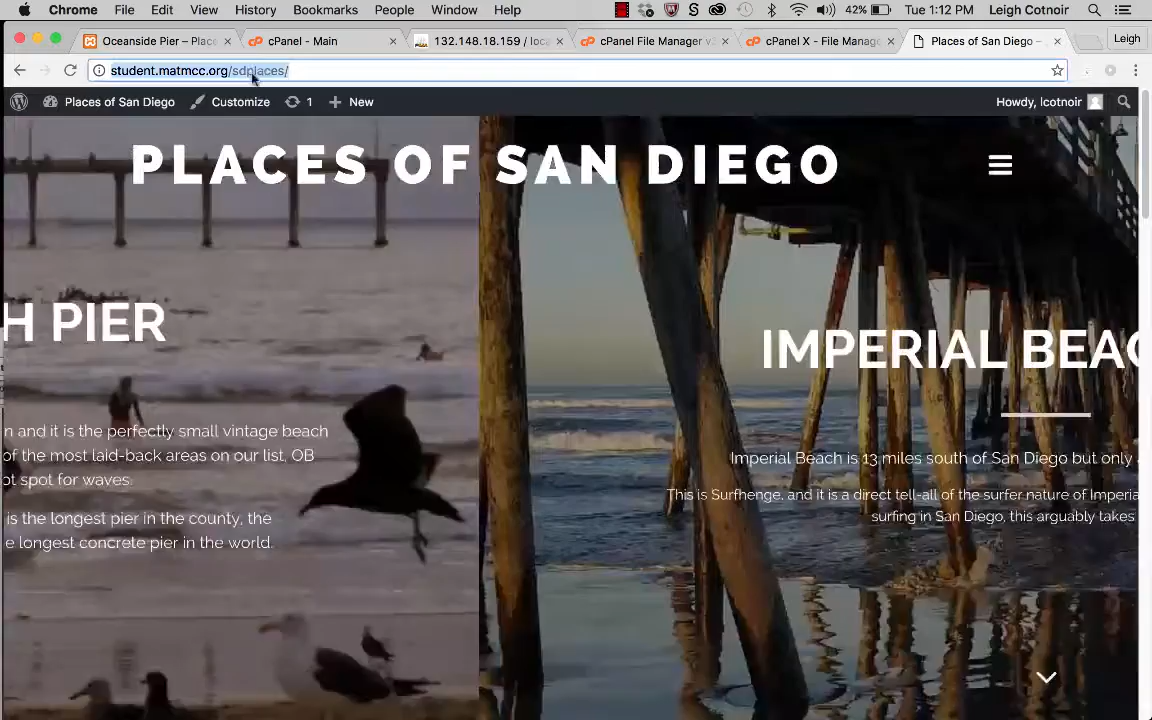 Chrome File Edit View History Bookmarks People Window Help 42% Tue 1:12 PM Leigh Cotnoir
Oceanside Pier – Place
cPanel - Main
132.148.18.159 / loca
cPanel File Manager v
cPanel X - File Manage
Places of San Diego –
Leigh
student.matmcc.org/sdplaces/
Places of San Diego Customize 1 New Howdy, lcotnoir
PLACES OF SAN DIEGO
H PIER
n and it is the perfectly small vintage beach
of the most laid-back areas on our list, OB
ot spot for waves.
is the longest pier in the county, the
e longest concrete pier in the world.
IMPERIAL BEAC
Imperial Beach is 13 miles south of San Diego but only
This is Surfhenge, and it is a direct tell-all of the surfer nature of Imperia
surfing in San Diego, this arguably takes